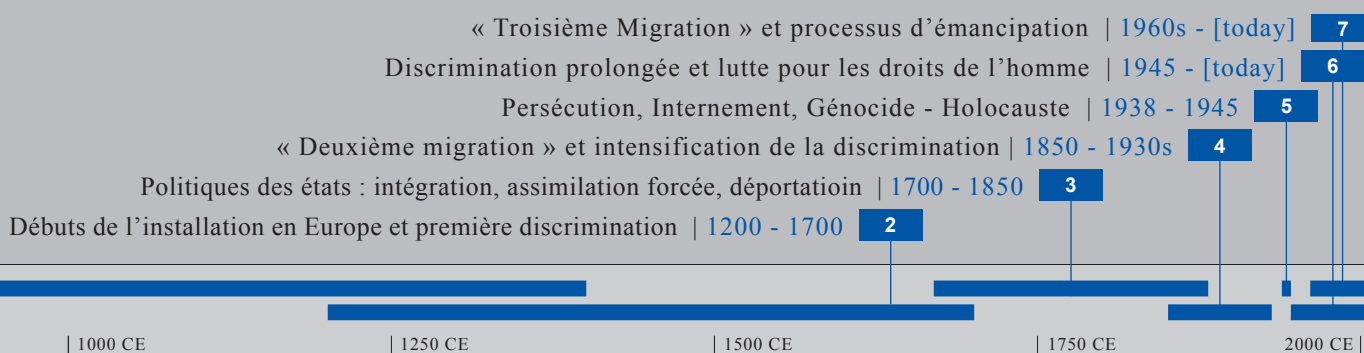 « Troisième Migration » et processus d’émancipation | 1960s - [today] 7
Discrimination prolongée et lutte pour les droits de l’homme | 1945 - [today] 6
Persécution, Internement, Génocide - Holocauste | 1938 - 1945 5
« Deuxième migration » et intensification de la discrimination | 1850 - 1930s 4
Politiques des états : intégration, assimilation forcée, déportatioin | 1700 - 1850 3
Débuts de l’installation en Europe et première discrimination | 1200 - 1700 2
| 1000 CE | 1250 CE | 1500 CE | 1750 CE 2000 CE |